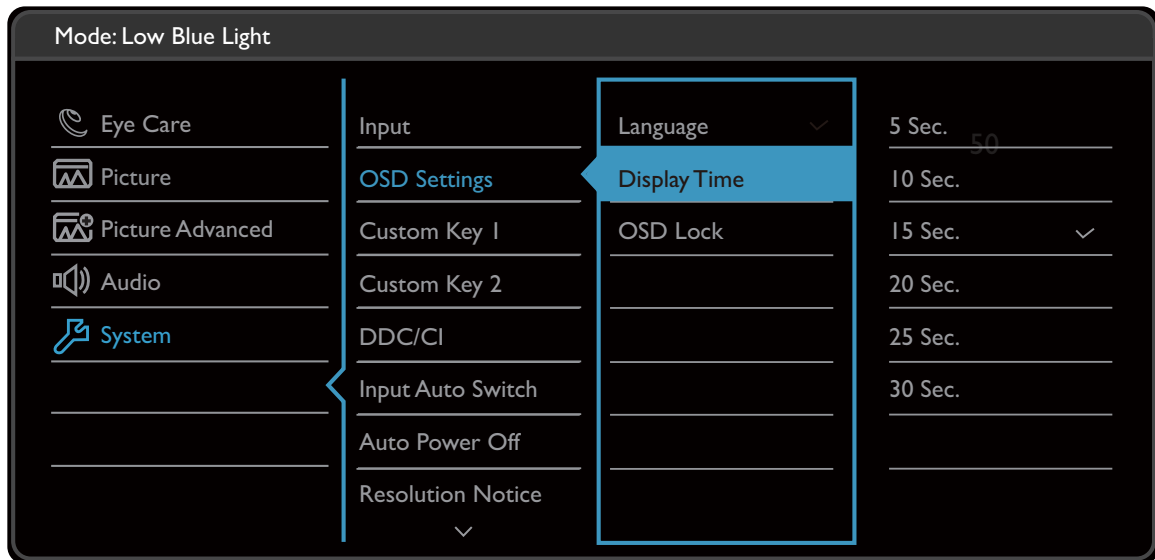 Mode: Low Blue Light
Eye Care
Picture
Picture Advanced
Audio
System
Input
OSD Settings
Custom Key 1
Custom Key 2
DDC/CI
Input Auto Switch
Auto Power Off
Resolution Notice
Language
Display Time
OSD Lock
5 Sec.
50
10 Sec.
15 Sec.
20 Sec.
25 Sec.
30 Sec.